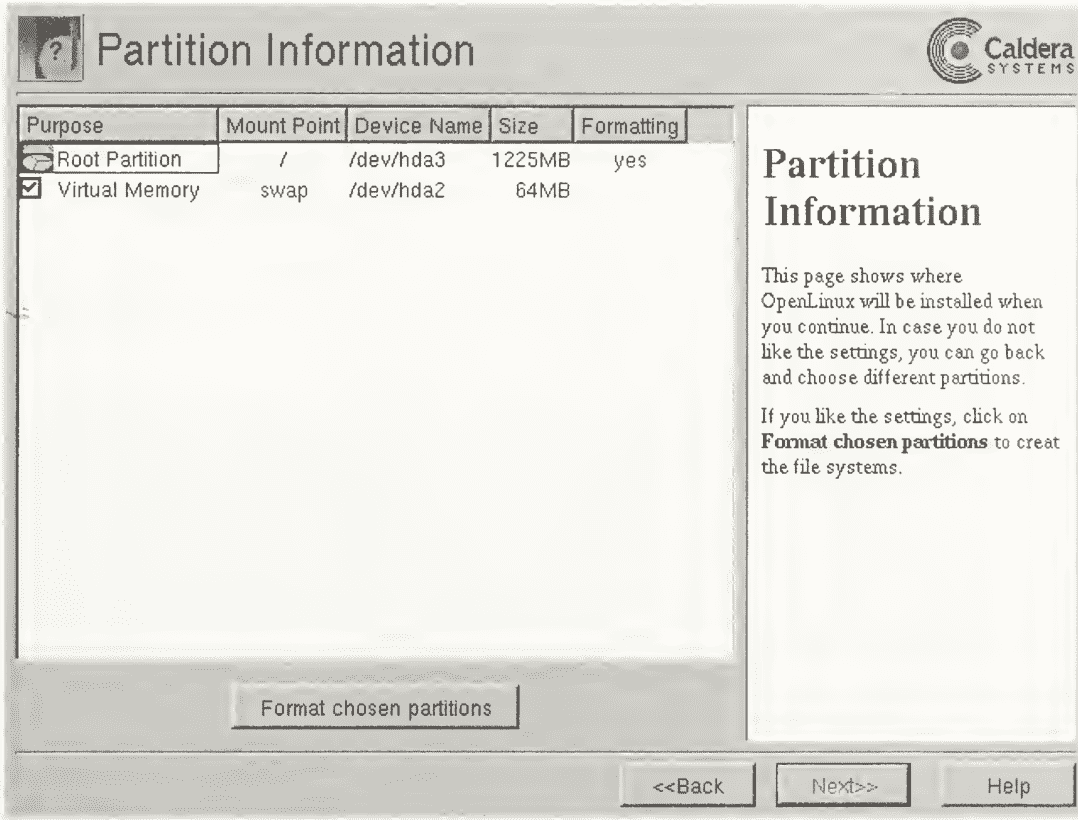 ?
Partition Information
Caldera
SYSTEMS
Purpose Mount Point Device Name Size Formatting
Root Partition / /dev/hda3 1225MB yes
Virtual Memory swap /dev/hda2 64MB
Partition
Information
This page shows where
OpenLinux will be installed when
you continue. In case you do not
like the settings, you can go back
and choose different partitions.
If you like the settings, click on
Format chosen partitions to creat
the file systems.
Format chosen partitions
<<Back Next>> Help